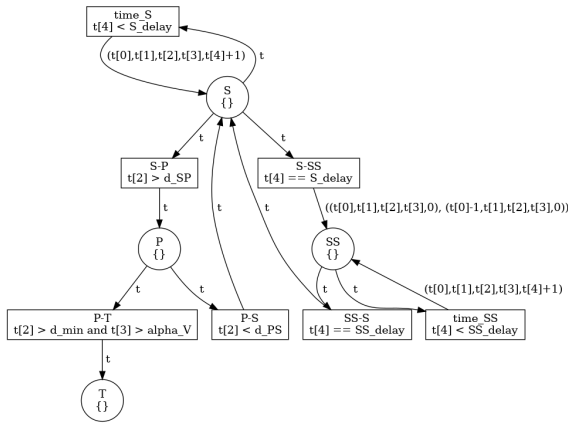 time_S
t[4] < S_delay
(t[0],t[1],t[2],t[3],t[4]+1)
t
S
{}
t
t
t
S-P
t[2] > d_SP
S-SS
t[4] == S_delay
t
t
t
((t[0],t[1],t[2],t[3],0), (t[0]-1,t[1],t[2],t[3],0))
P
{}
SS
{}
t
t
t
t
(t[0],t[1],t[2],t[3],t[4]+1)
P-T
t[2] > d_min and t[3] > alpha_V
P-S
t[2] < d_PS
SS-S
t[4] == SS_delay
time_SS
t[4] < SS_delay
t
T
{}